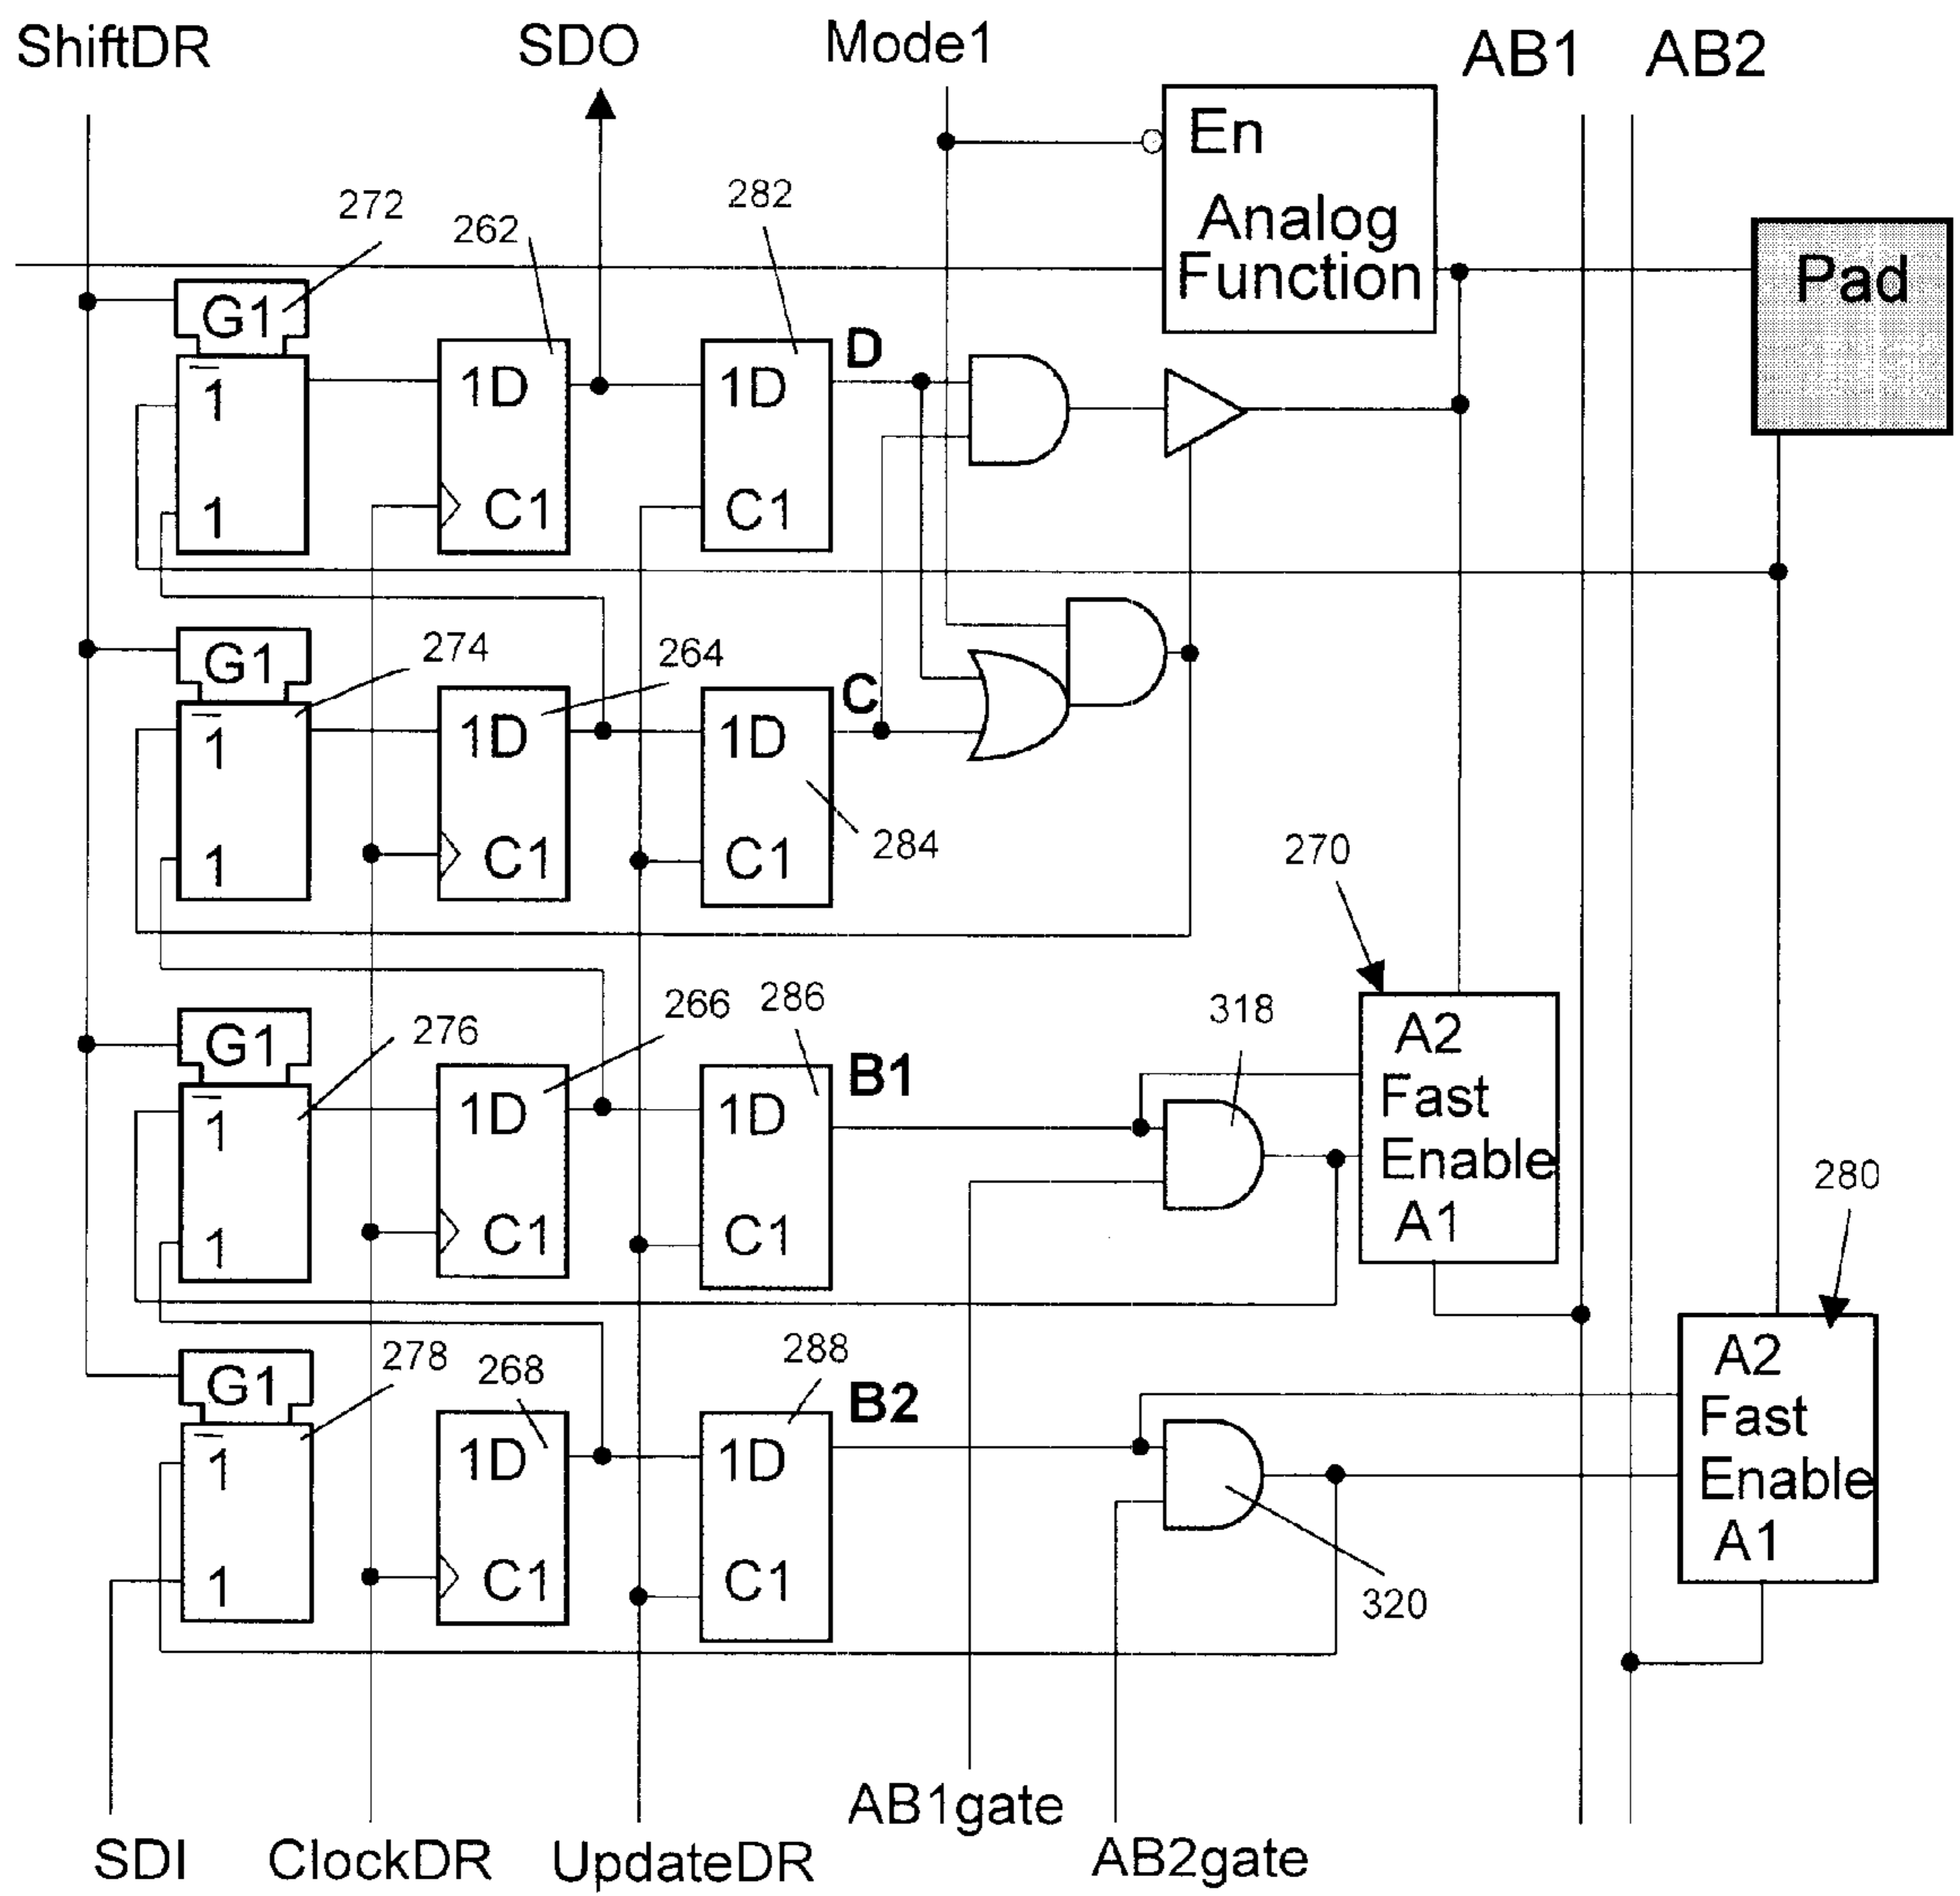 ShiftDR
SDO
Mode1
AB1
AB2
En
Analog
Function
Pad
272
262
282
G1
1
1
1D
C1
1D
C1
D
G1
274
264
1
1
1D
C1
1D
C1
C
284
270
G1
276
266
286
318
1
1
1D
C1
1D
C1
B1
A2
Fast
Enable
A1
280
G1
278
268
288
1
1
1D
C1
1D
C1
B2
320
A2
Fast
Enable
A1
AB1gate
AB2gate
SDI
ClockDR
UpdateDR